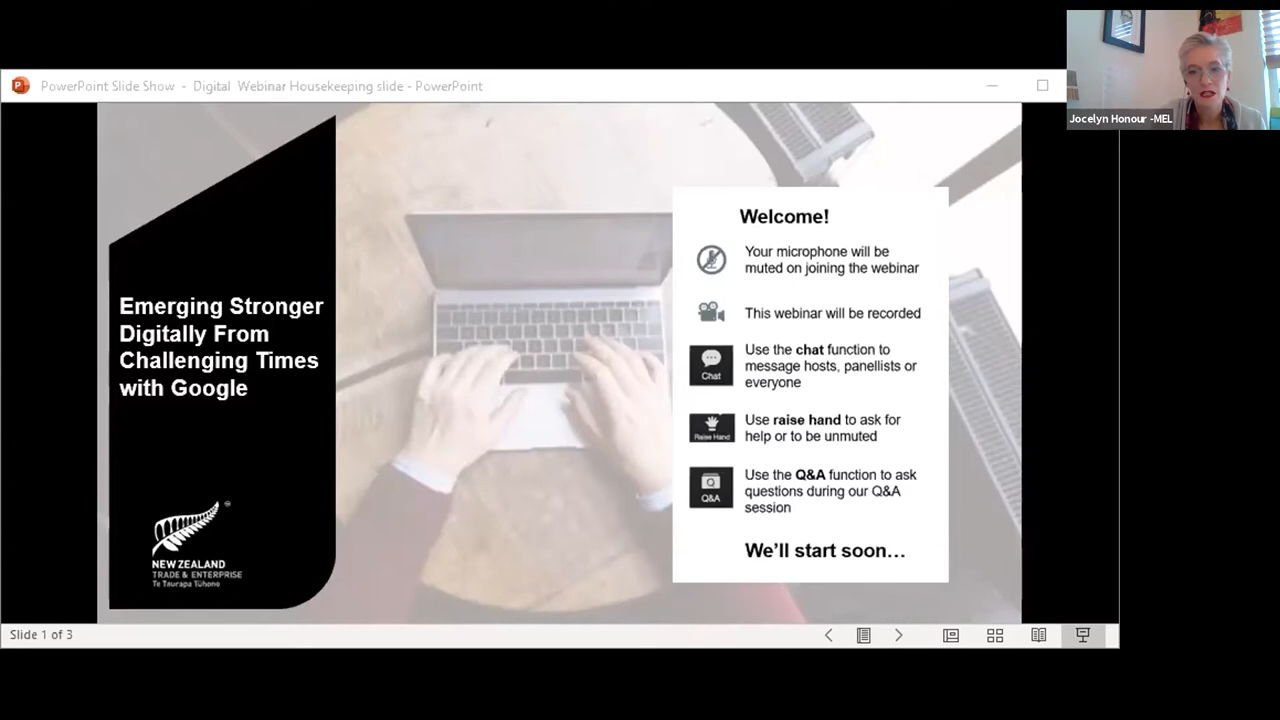 PowerPoint Slide Show - Digital Webinar Housekeeping slide - PowerPoint
Jocelyn Honour -MEL
Emerging Stronger
Digitally From
Challenging Times
with Google
NEW ZEALAND
TRADE & ENTERPRISE
Te Taurapa Tūhono
Welcome!
Your microphone will be
muted on joining the webinar
This webinar will be recorded
Chat
Use the chat function to
message hosts, panellists or
everyone
Raise Hand
Use raise hand to ask for
help or to be unmuted
Q&A
Use the Q&A function to ask
questions during our Q&A
session
We'll start soon…
Slide 1 of 3